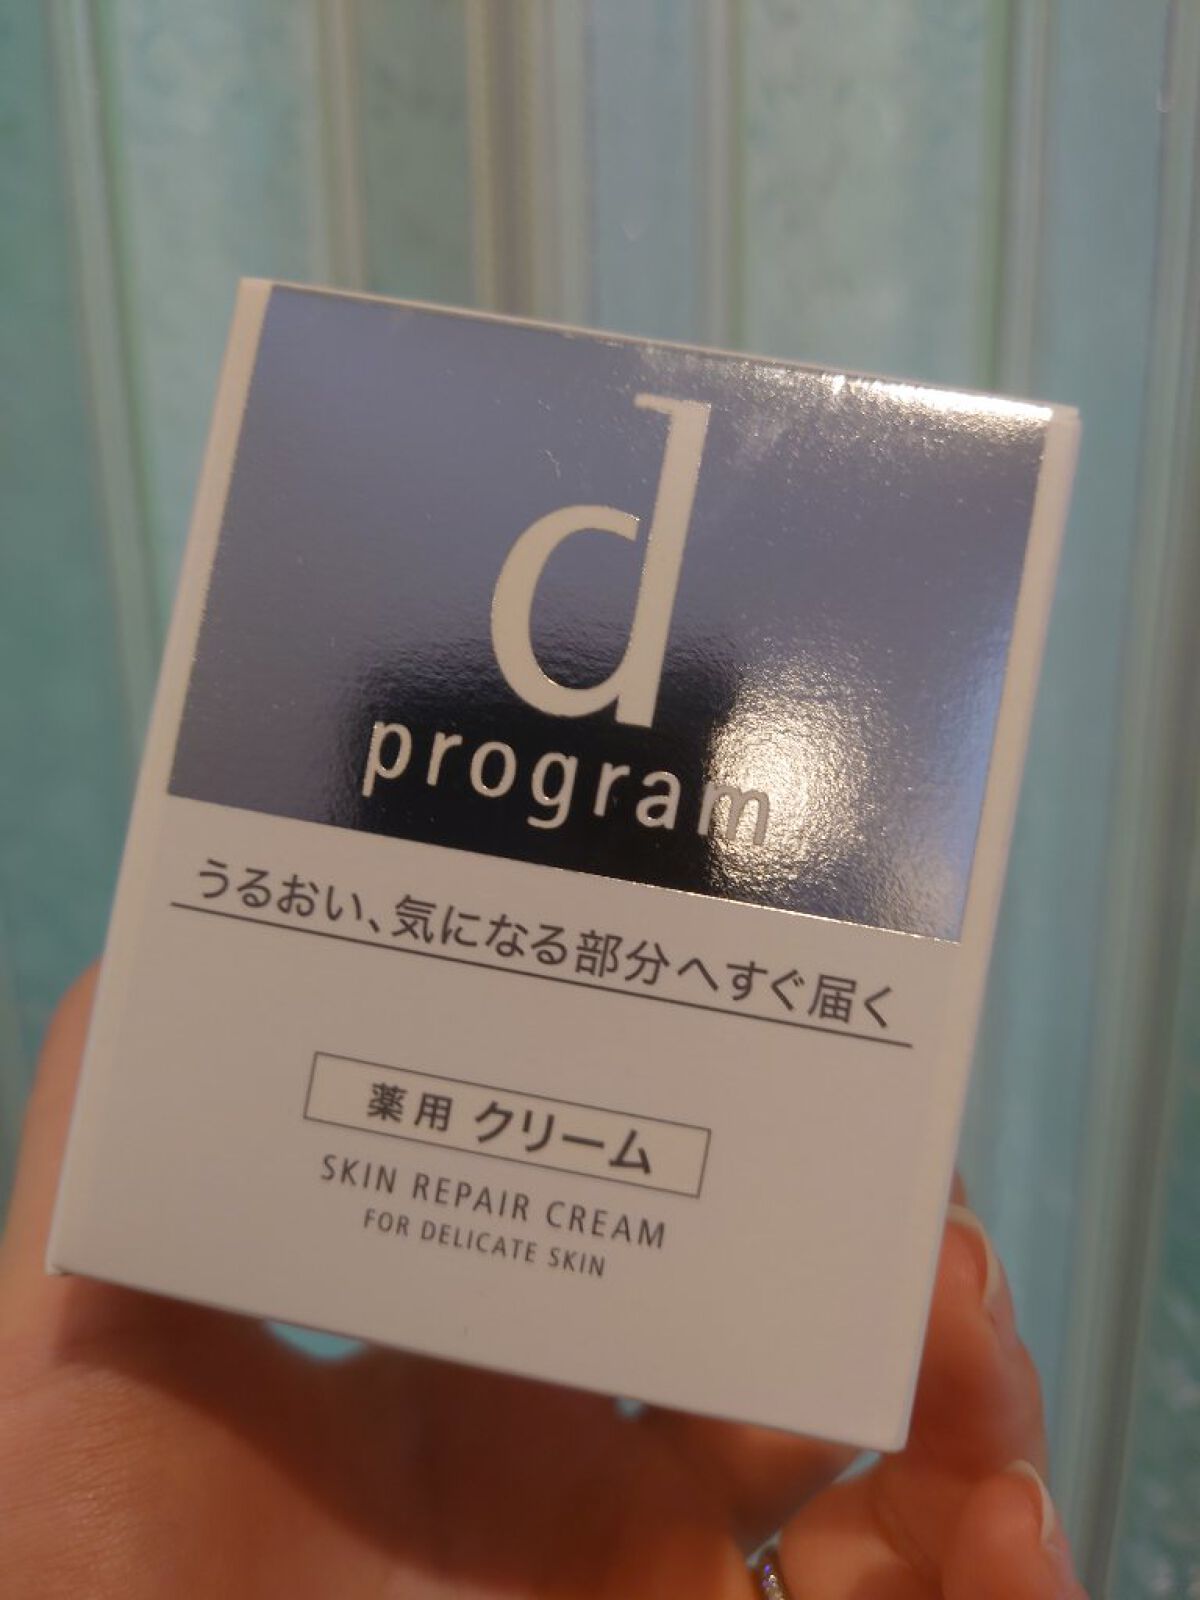 d
program
うるおい、気になる部分へすぐ届く
薬用 クリーム
SKIN REPAIR CREAM
FOR DELICATE SKIN